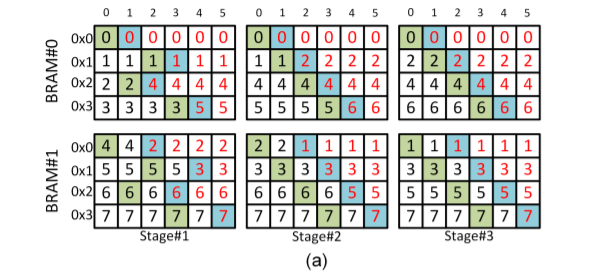 0 1 2 3 4 5 0 1 2 3 4 5 0 1 2 3 4 5
BRAM#0
0x0 0 0 0 0 0 0 0 0 0 0 0 0 0 0 0 0 0 0
0x1 1 1 1 1 1 1 1 1 2 2 2 2 2 2 2 2 2 2
0x2 2 2 4 4 4 4 4 4 4 4 4 4 4 4 4 4 4 4
0x3 3 3 3 3 5 5 5 5 5 5 6 6 6 6 6 6 6 6
BRAM#1
0x0 4 4 2 2 2 2 2 2 1 1 1 1 1 1 1 1 1 1
0x1 5 5 5 5 3 3 3 3 3 3 3 3 3 3 3 3 3 3
0x2 6 6 6 6 6 6 6 6 6 6 5 5 5 5 5 5 5 5
0x3 7 7 7 7 7 7 7 7 7 7 7 7 7 7 7 7 7 7
Stage#1 Stage#2 Stage#3
(a)